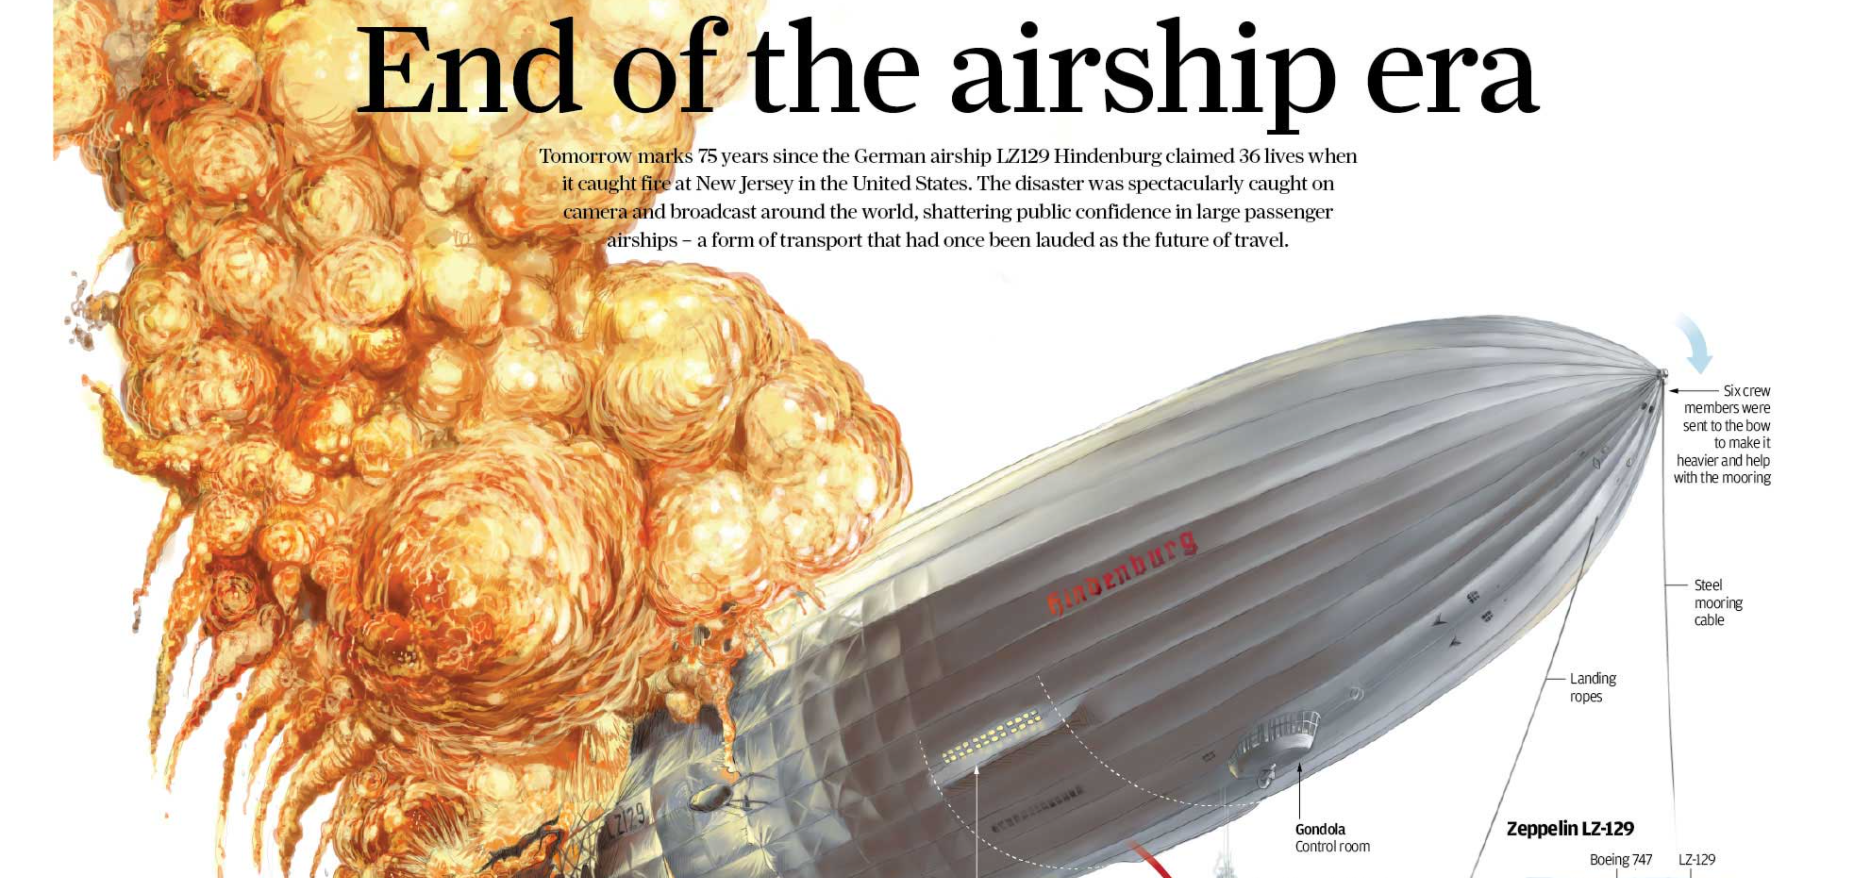 End of the airship era
Tomorrow marks 75 years since the German airship LZ129 Hindenburg claimed 36 lives when
it caught fire at New Jersey in the United States. The disaster was spectacularly caught on
camera and broadcast around the world, shattering public confidence in large passenger
airships – a form of transport that had once been lauded as the future of travel.
Six crew
members were
sent to the bow
to make it
heavier and help
with the mooring
Hindenburg
Steel
mooring
cable
Landing
ropes
LZ129
Gondola
Control room
Zeppelin LZ-129
Boeing 747
LZ-129